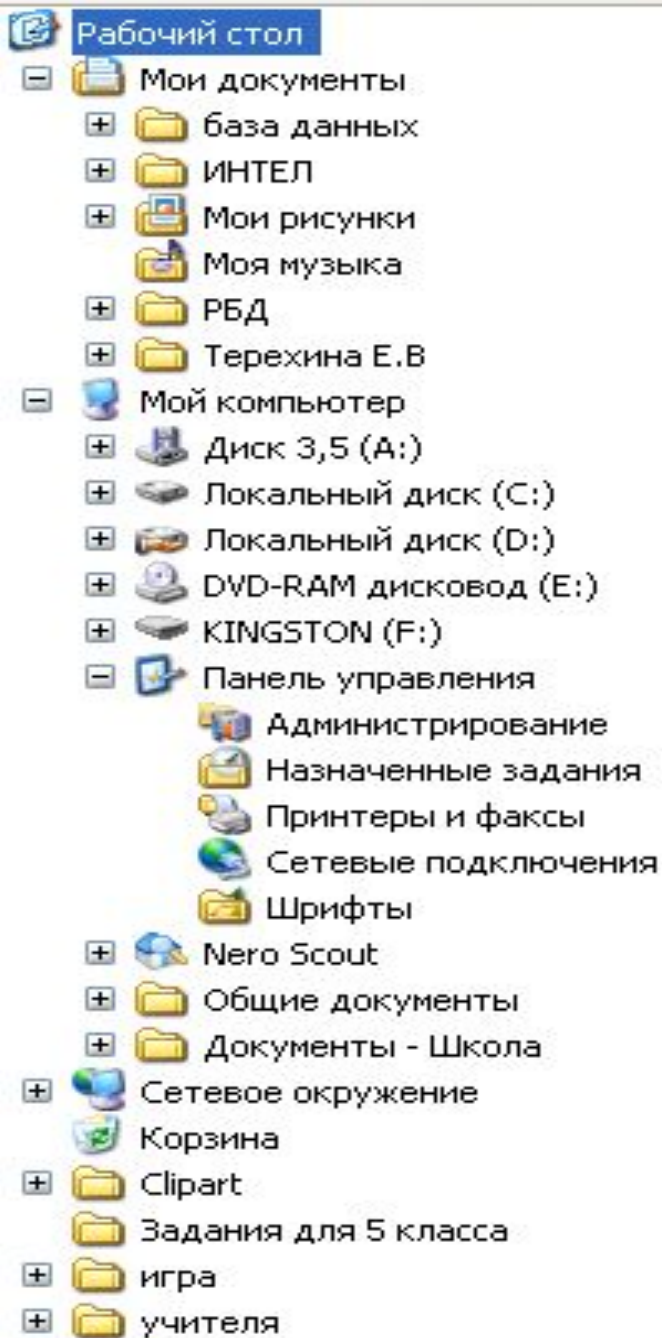 Рабочий стол
Мои документы
база данных
ИНТЕЛ
Мои рисунки
Моя музыка
РБД
Терехина Е.В
Мой компьютер
Диск 3,5 (A:)
Локальный диск (C:)
Локальный диск (D:)
DVD-RAM дисковод (E:)
KINGSTON (F:)
Панель управления
Администрирование
Назначенные задания
Принтеры и факсы
Сетевые подключения
Шрифты
Nero Scout
Общие документы
Документы - Школа
Сетевое окружение
Корзина
Clipart
Задания для 5 класса
игра
учителя